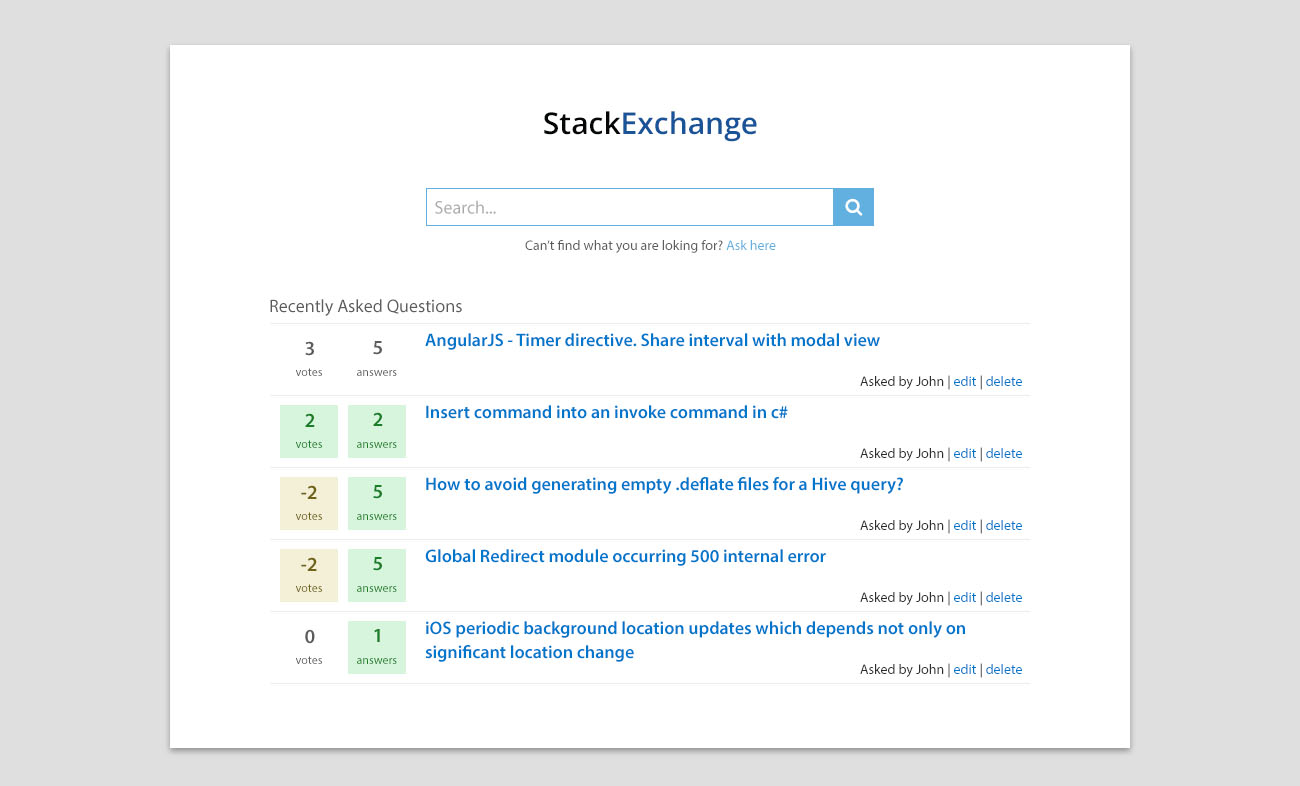 StackExchange
Search...
Can't find what you are loking for? Ask here
Recently Asked Questions
3 5 AngularJS - Timer directive. Share interval with modal view
votes answers
Asked by John | edit | delete
2 2 Insert command into an invoke command in c#
votes answers
Asked by John | edit | delete
-2 5 How to avoid generating empty .deflate files for a Hive query?
votes answers
Asked by John | edit | delete
-2 5 Global Redirect module occurring 500 internal error
votes answers
Asked by John | edit | delete
0 1 iOS periodic background location updates which depends not only on
significant location change
votes answers
Asked by John | edit | delete